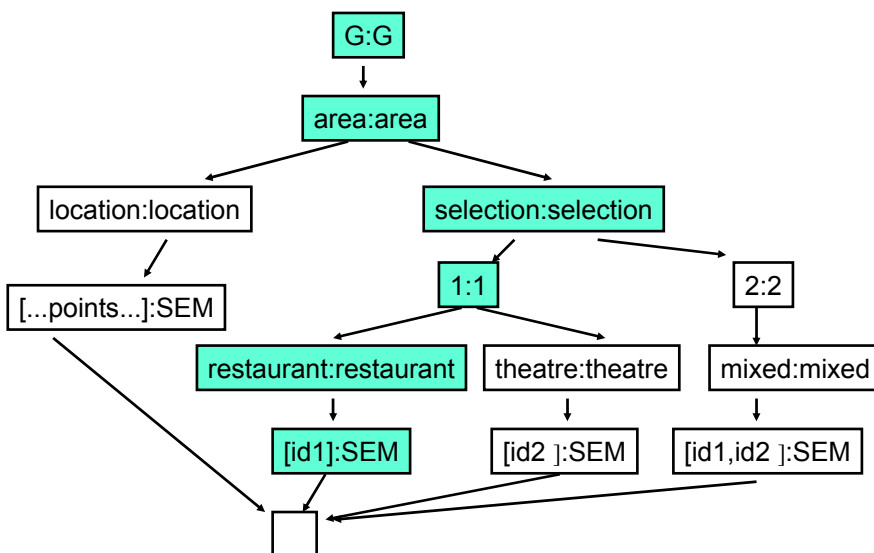 G:G
area:area
location:location
selection:selection
[...points...]:SEM
1:1
2:2
restaurant:restaurant
theatre:theatre
mixed:mixed
[id1]:SEM
[id2 ]:SEM
[id1,id2 ]:SEM